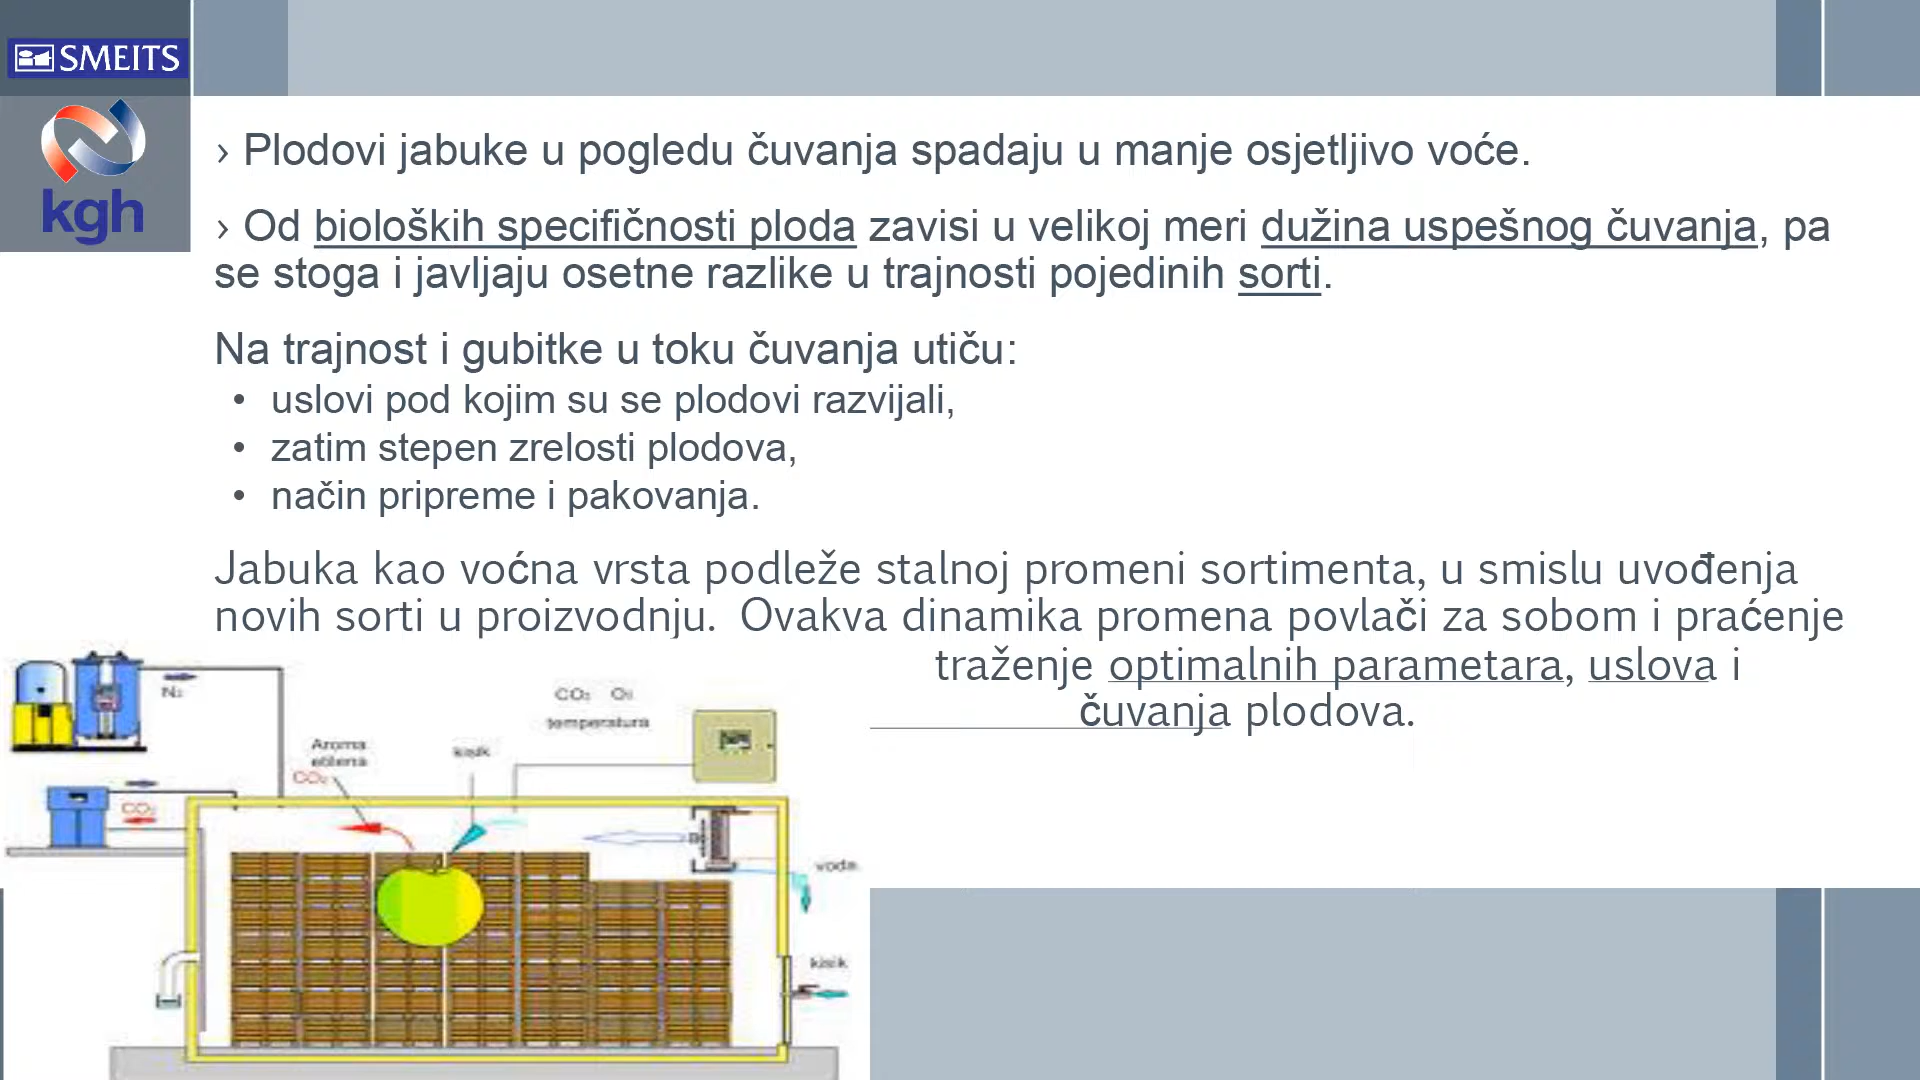 SMEITS
kgh
› Plodovi jabuke u pogledu čuvanja spadaju u manje osjetljivo voće.
› Od bioloških specifičnosti ploda zavisi u velikoj meri dužina uspešnog čuvanja, pa
se stoga i javljaju osetne razlike u trajnosti pojedinih sorti.
Na trajnost i gubitke u toku čuvanja utiču:
• uslovi pod kojim su se plodovi razvijali,
• zatim stepen zrelosti plodova,
• način pripreme i pakovanja.
Jabuka kao voćna vrsta podleže stalnoj promeni sortimenta, u smislu uvođenja
novih sorti u proizvodnju. Ovakva dinamika promena povlači za sobom i praćenje
traženje optimalnih parametara, uslova i
čuvanja plodova.
N₂
CO₂ O₂
temperatura
Aroma
etilena
CO₂
kisik
CO₂
voda
kisik